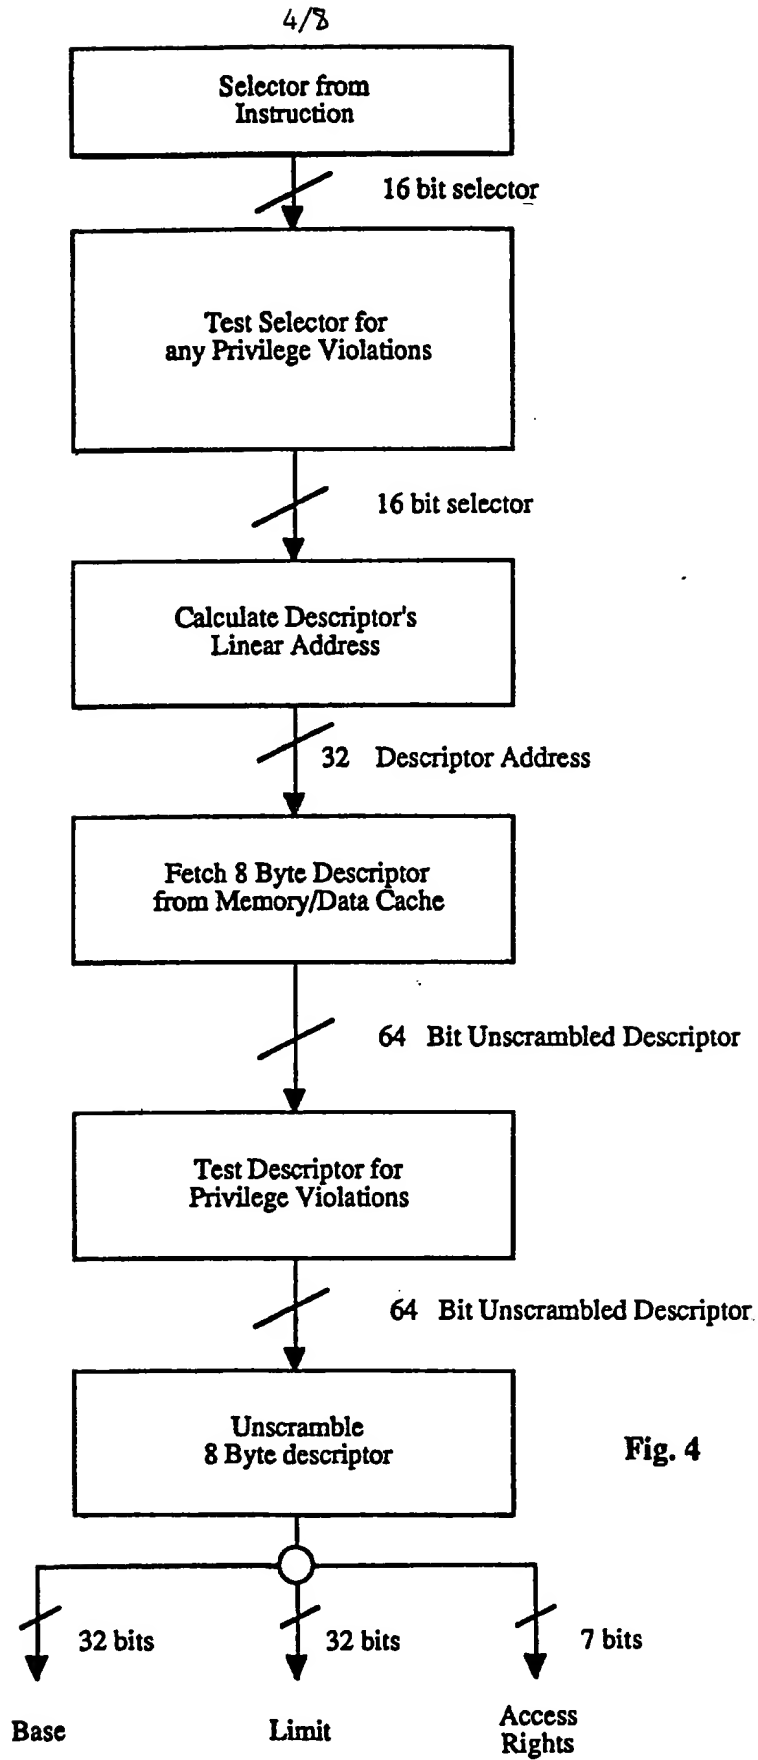 4/8
Selector from
Instruction
16 bit selector
Test Selector for
any Privilege Violations
16 bit selector
Calculate Descriptor's
Linear Address
32 Descriptor Address
Fetch 8 Byte Descriptor
from Memory/Data Cache
64 Bit Unscrambled Descriptor
Test Descriptor for
Privilege Violations
64 Bit Unscrambled Descriptor
Unscramble
8 Byte descriptor
Fig. 4
32 bits
32 bits
7 bits
Base
Limit
Access
Rights